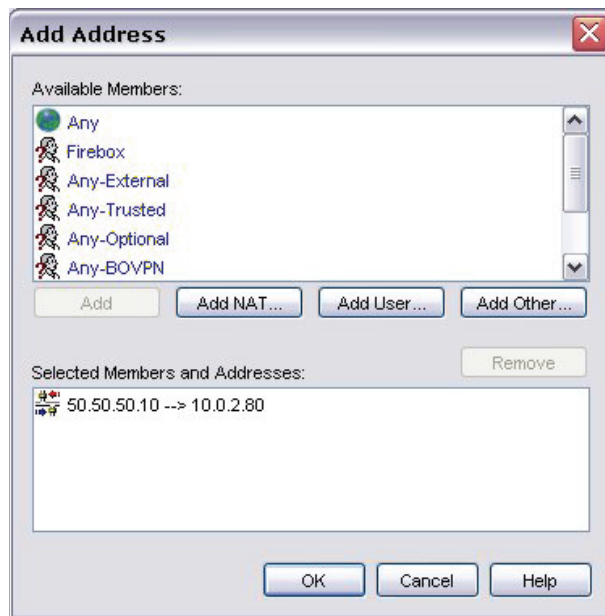 Add Address
Available Members:
Any
Firebox
Any-External
Any-Trusted
Any-Optional
Any-BOVPN
Add Add NAT... Add User... Add Other...
Remove
Selected Members and Addresses:
50.50.50.10 --> 10.0.2.80
OK Cancel Help